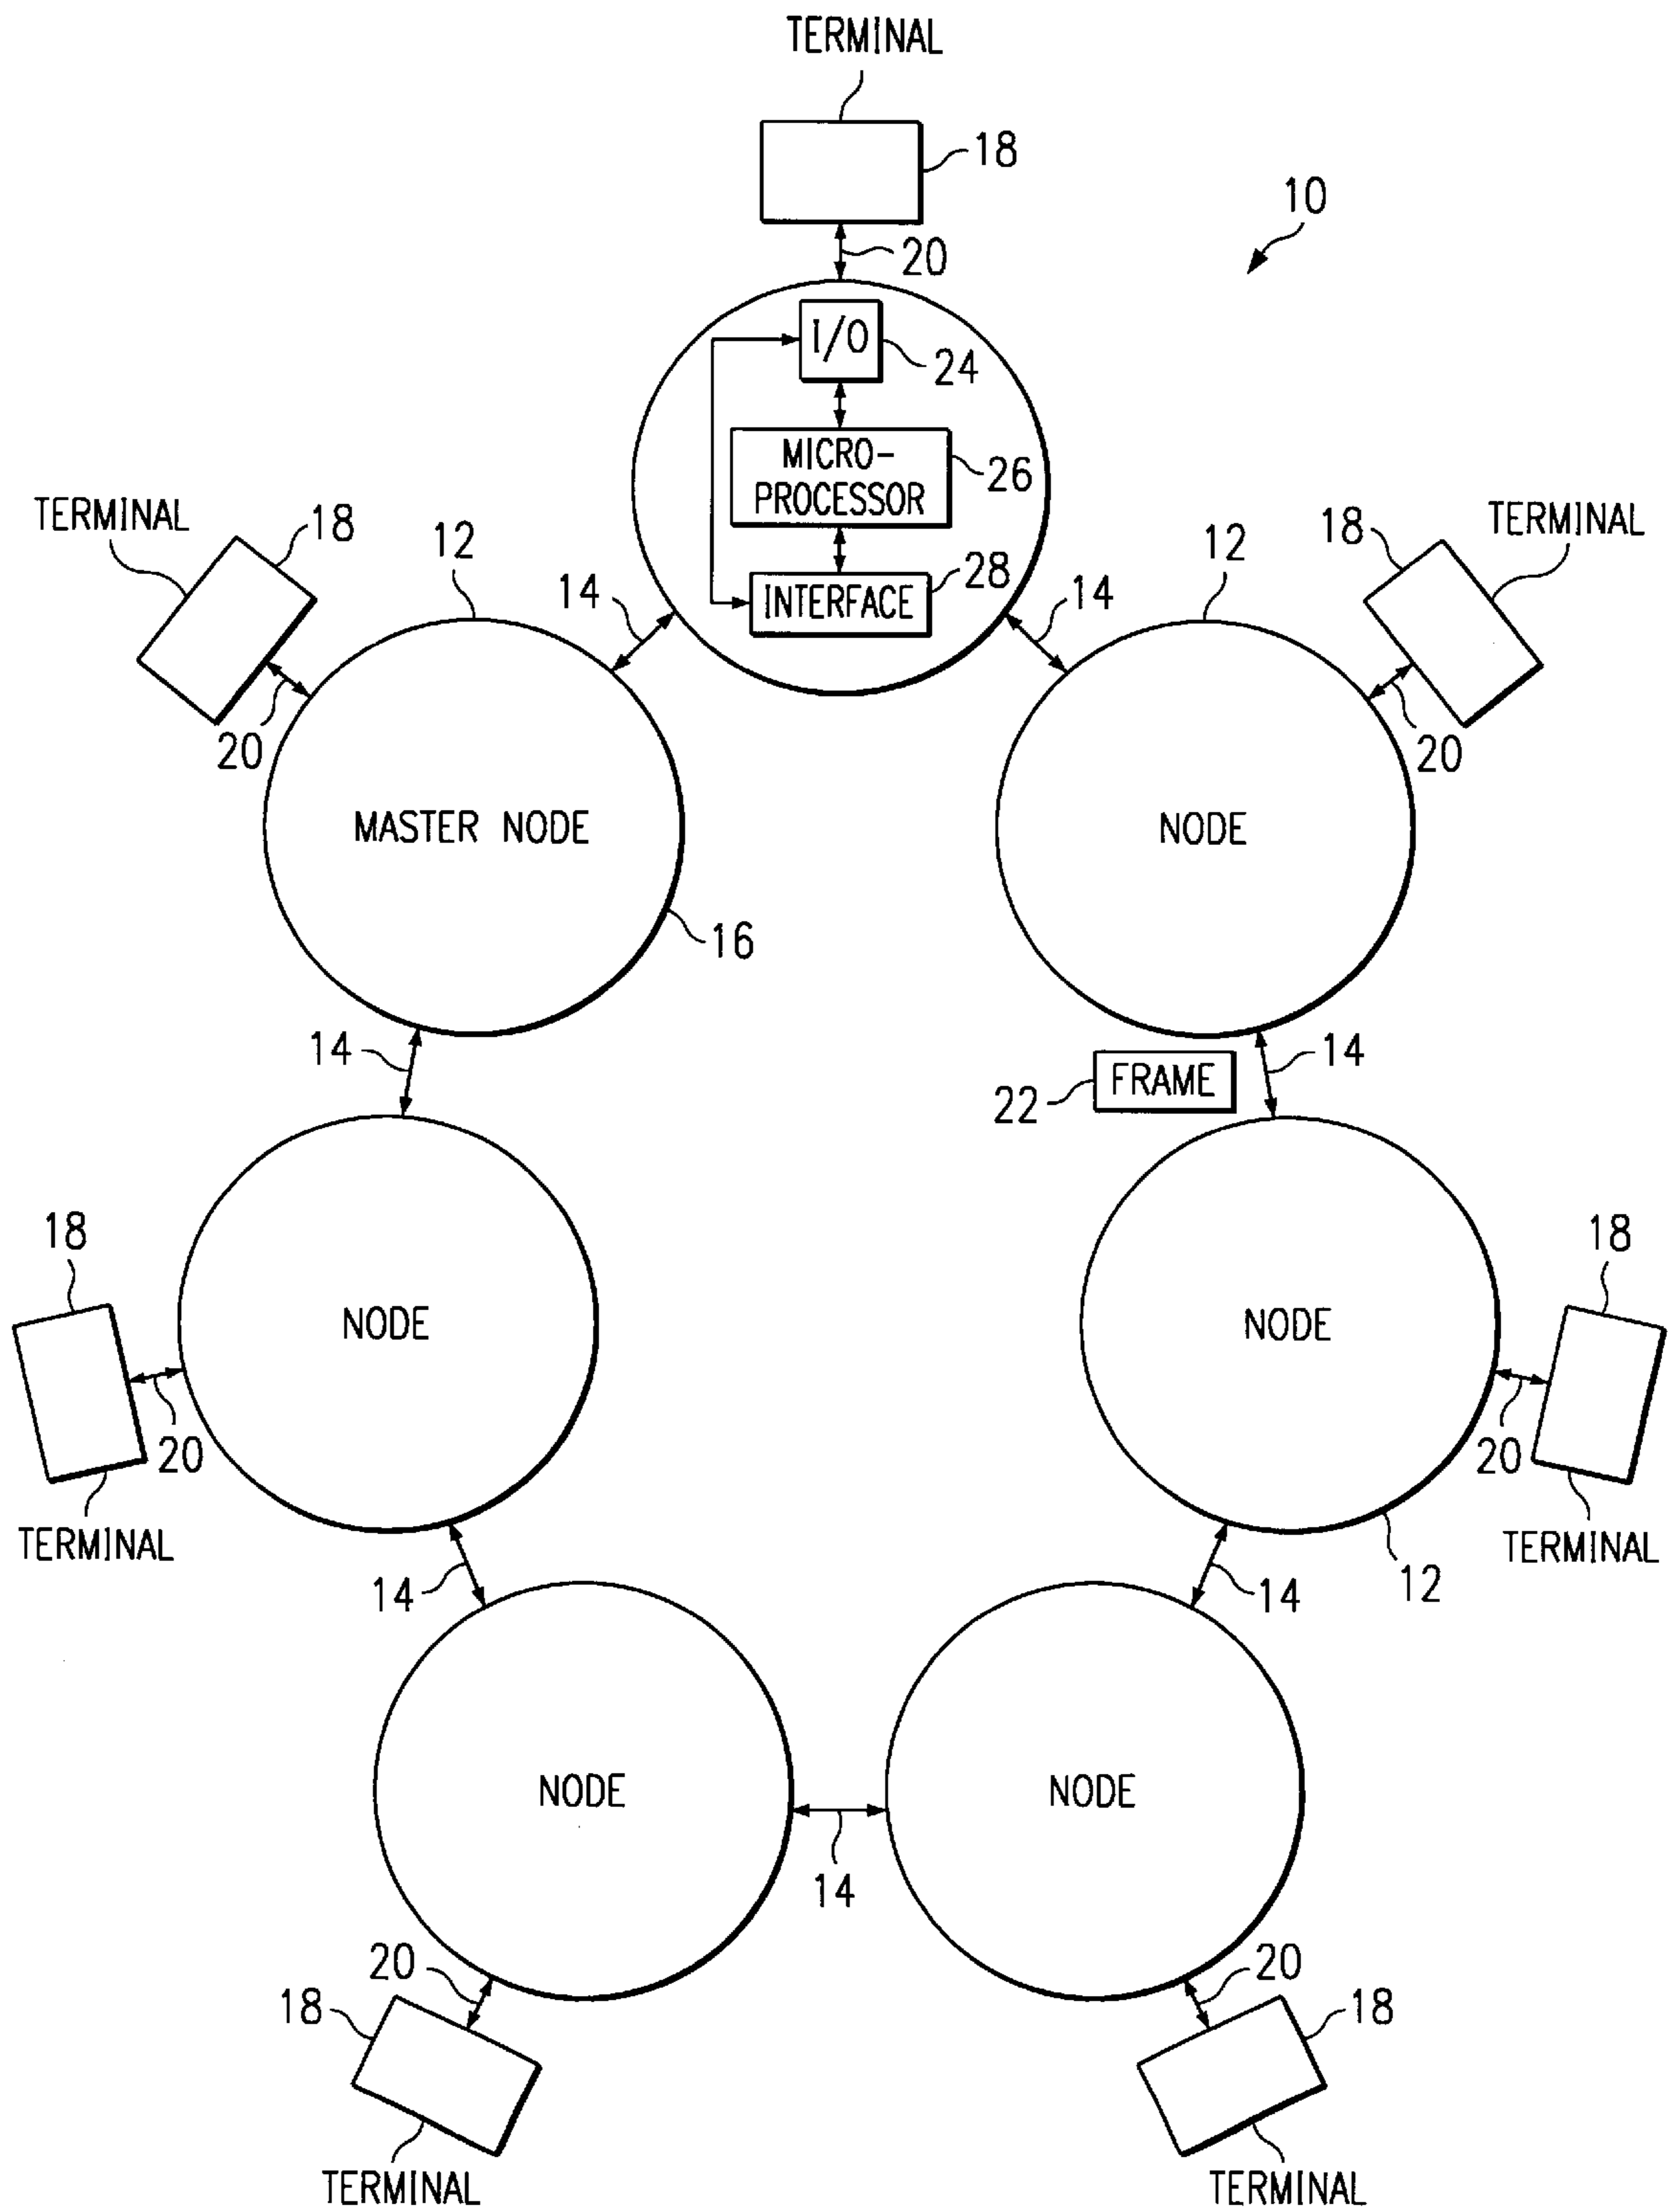 TERMINAL
18
10
20
I/O
24
MICRO-
PROCESSOR
26
TERMINAL
18
12
14
INTERFACE
28
14
12
18
TERMINAL
20
20
MASTER NODE
NODE
16
14
22
FRAME
14
18
18
NODE
NODE
20
20
TERMINAL
TERMINAL
14
14
12
NODE
NODE
14
20
20
18
18
TERMINAL
TERMINAL